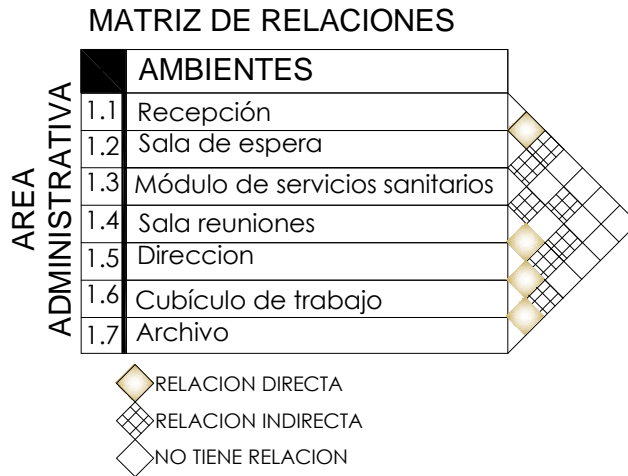 MATRIZ DE RELACIONES
AREA
ADMINISTRATIVA
AMBIENTES
1.1 Recepción
1.2 Sala de espera
1.3 Módulo de servicios sanitarios
1.4 Sala reuniones
1.5 Direccion
1.6 Cubículo de trabajo
1.7 Archivo
RELACION DIRECTA
RELACION INDIRECTA
NO TIENE RELACION